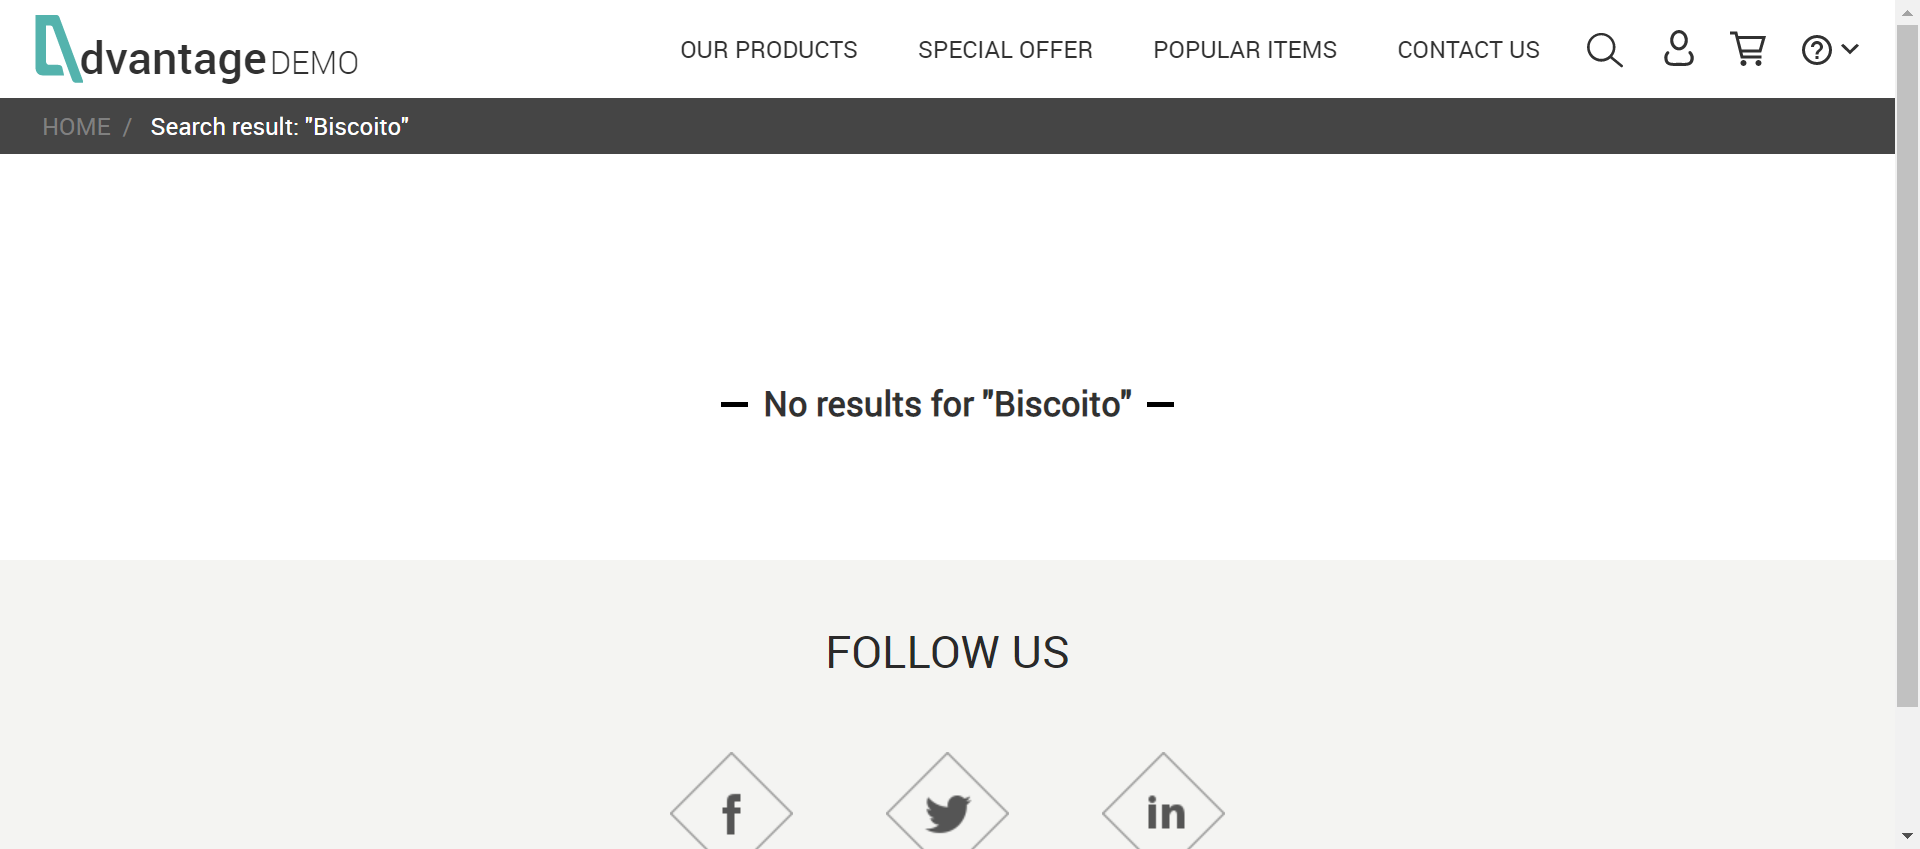 dvantage DEMO
OUR PRODUCTS
SPECIAL OFFER
POPULAR ITEMS
CONTACT US
HOME / Search result: "Biscoito"
No results for "Biscoito"
FOLLOW US
f
in